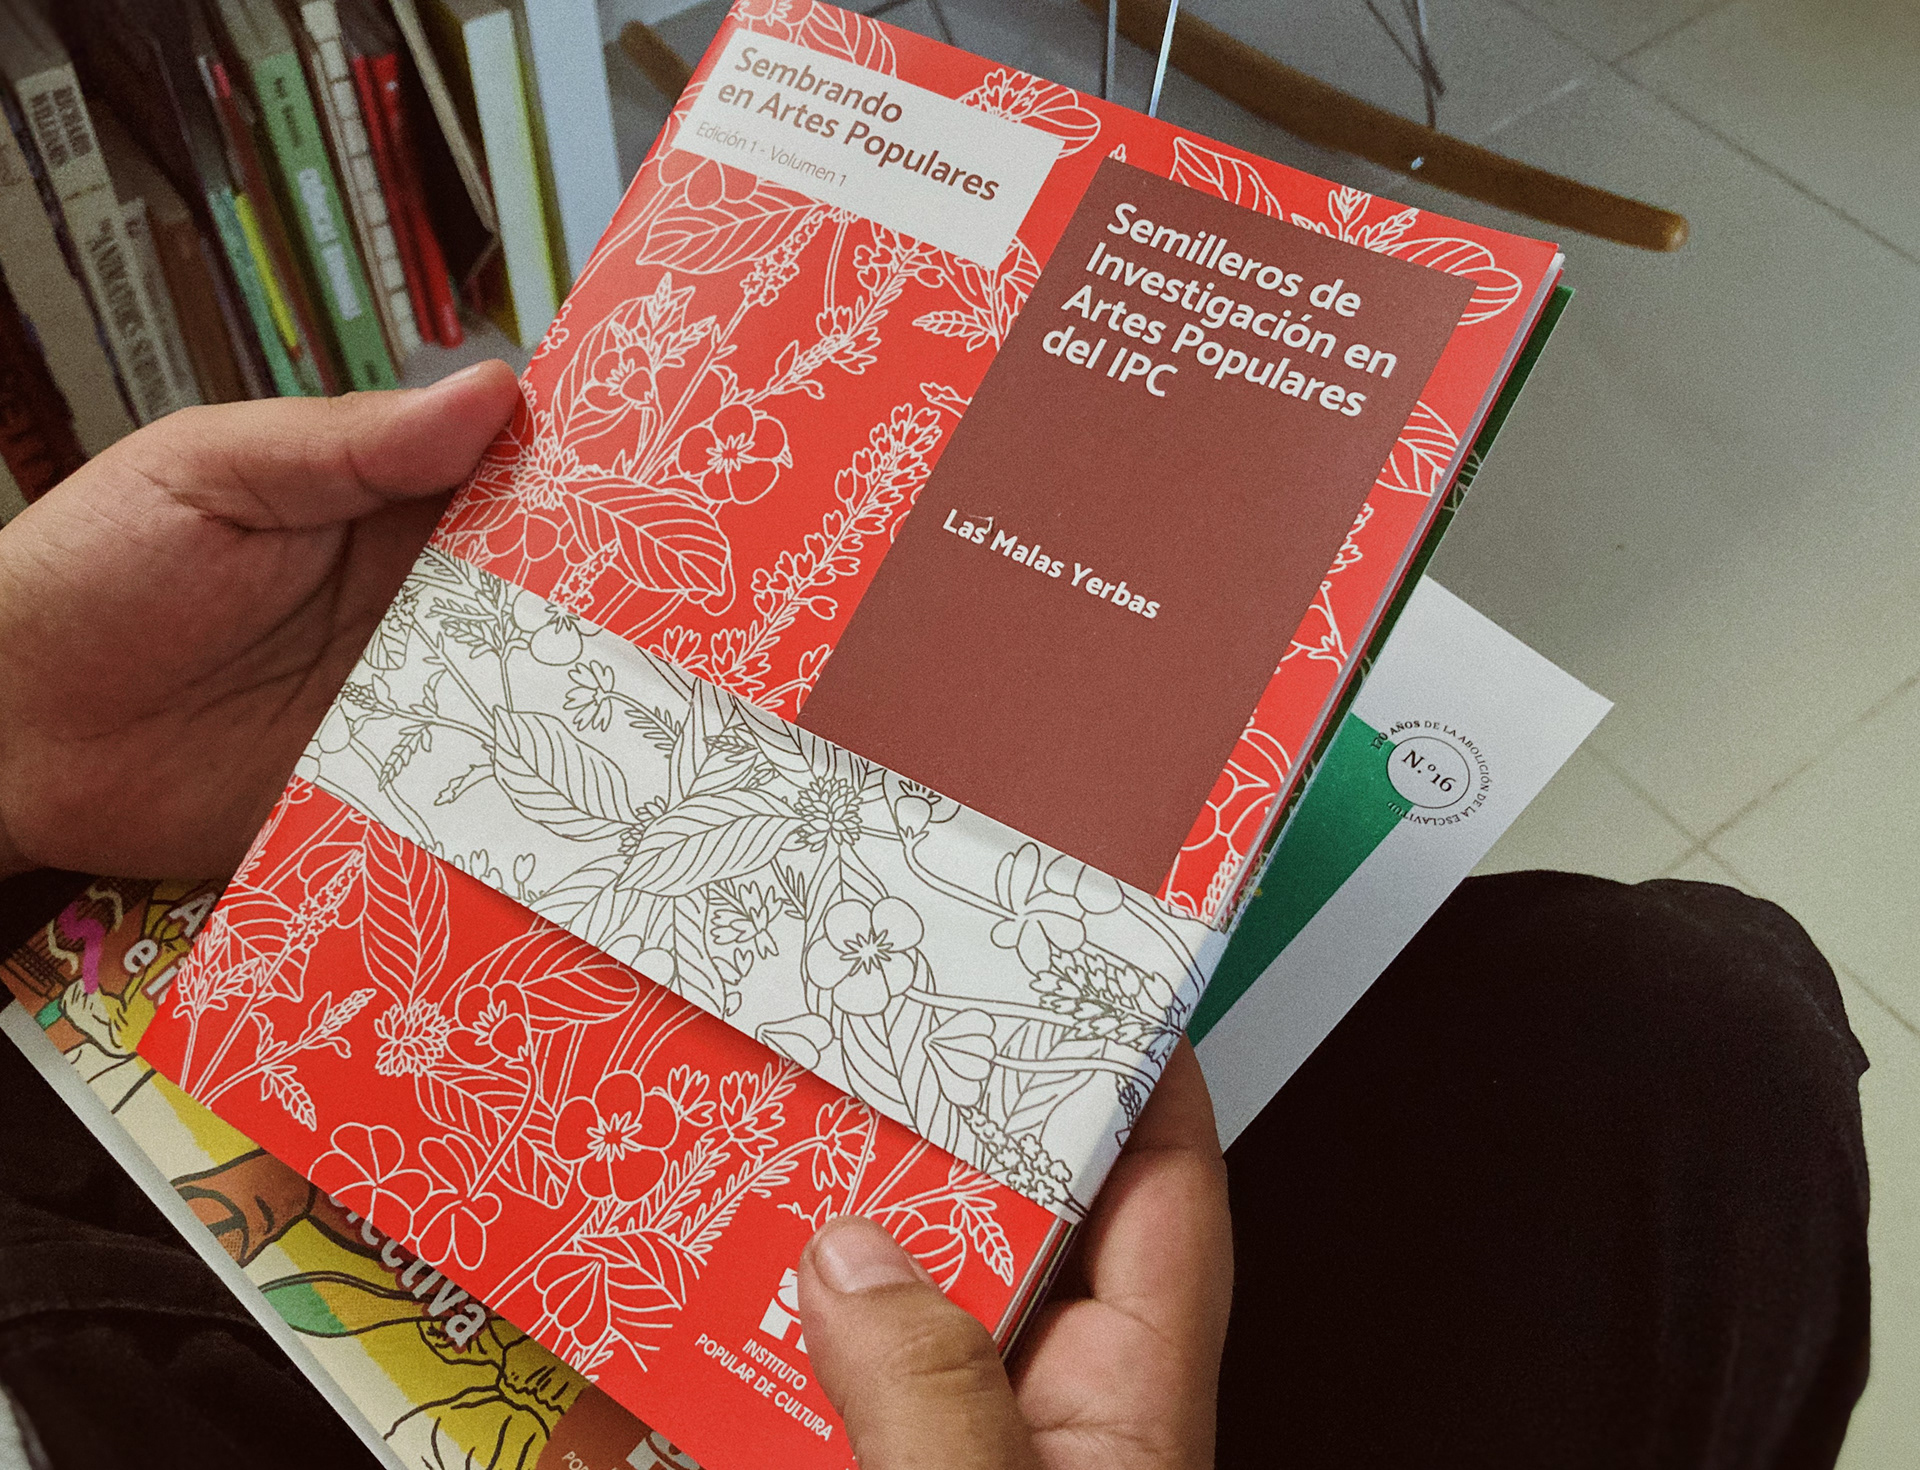 Sembrando
en Artes Populares
Edición 1 - Volumen 1
Semilleros de
Investigación en
Artes Populares
del IPC
Las Malas Yerbas
INSTITUTO
POPULAR DE CULTURA
170 AÑOS DE LA ABOLICIÓN DE LA ESCLAVITUD
N.º 16